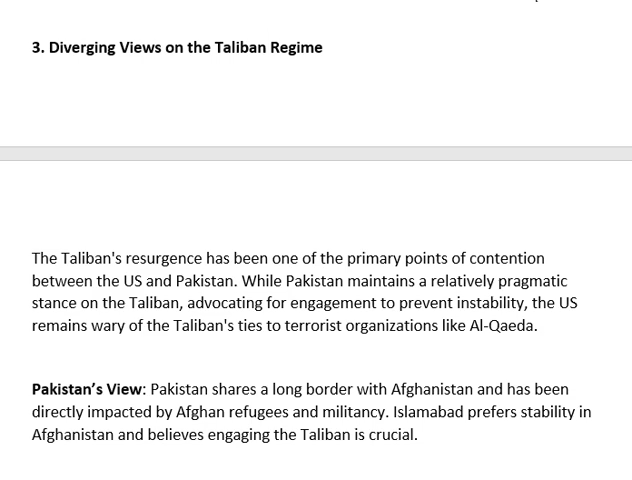 3. Diverging Views on the Taliban Regime
The Taliban's resurgence has been one of the primary points of contention
between the US and Pakistan. While Pakistan maintains a relatively pragmatic
stance on the Taliban, advocating for engagement to prevent instability, the US
remains wary of the Taliban's ties to terrorist organizations like Al-Qaeda.
Pakistan’s View: Pakistan shares a long border with Afghanistan and has been
directly impacted by Afghan refugees and militancy. Islamabad prefers stability in
Afghanistan and believes engaging the Taliban is crucial.